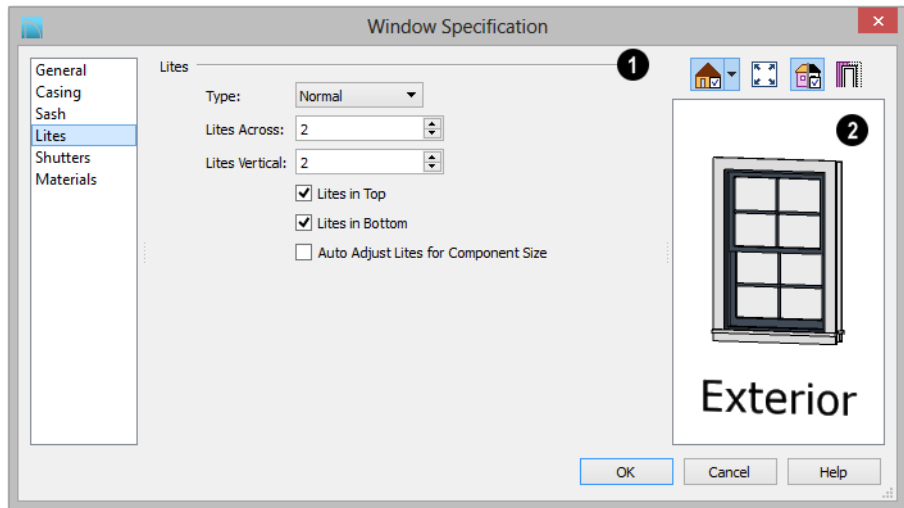 Window Specification
×
General
Casing
Sash
Lites
Shutters
Materials
Lites
1
Type: Normal
Lites Across: 2
Lites Vertical: 2
Lites in Top
Lites in Bottom
Auto Adjust Lites for Component Size
2
Exterior
OK
Cancel
Help